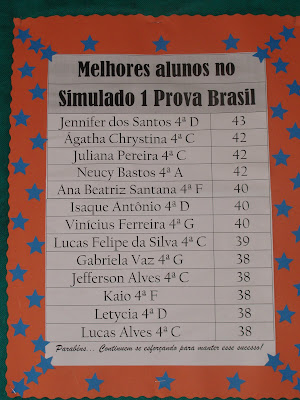 Melhores alunos no
Simulado 1 Prova Brasil
Jennifer dos Santos 4ª D 43
Ágatha Chrystina 4ª C 42
Juliana Pereira 4ª C 42
Neucy Bastos 4ª A 42
Ana Beatriz Santana 4ª F 40
Isaque Antônio 4ª D 40
Vinícius Ferreira 4ª G 40
Lucas Felipe da Silva 4ª C 39
Gabriela Vaz 4ª G 38
Jefferson Alves 4ª C 38
Kaio 4ª F 38
Letycia 4ª D 38
Lucas Alves 4ª C 38
Parabéns... Continuem se esforçando para manter esse sucesso!